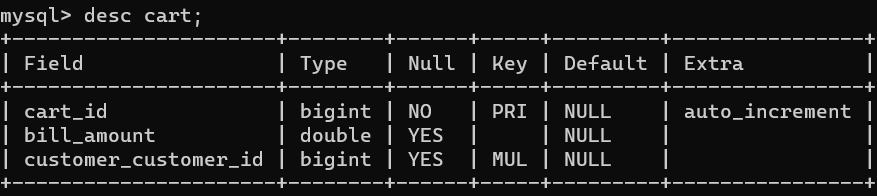 mysql> desc cart;
+----------------------+--------+------+-----+---------+----------------+
| Field                | Type   | Null | Key | Default | Extra          |
+----------------------+--------+------+-----+---------+----------------+
| cart_id              | bigint | NO   | PRI | NULL    | auto_increment |
| bill_amount          | double | YES  |     | NULL    |                |
| customer_customer_id | bigint | YES  | MUL | NULL    |                |
+----------------------+--------+------+-----+---------+----------------+